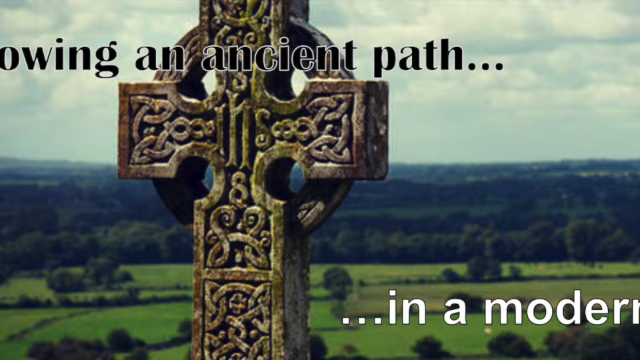 owing an ancient path...
...in a modern